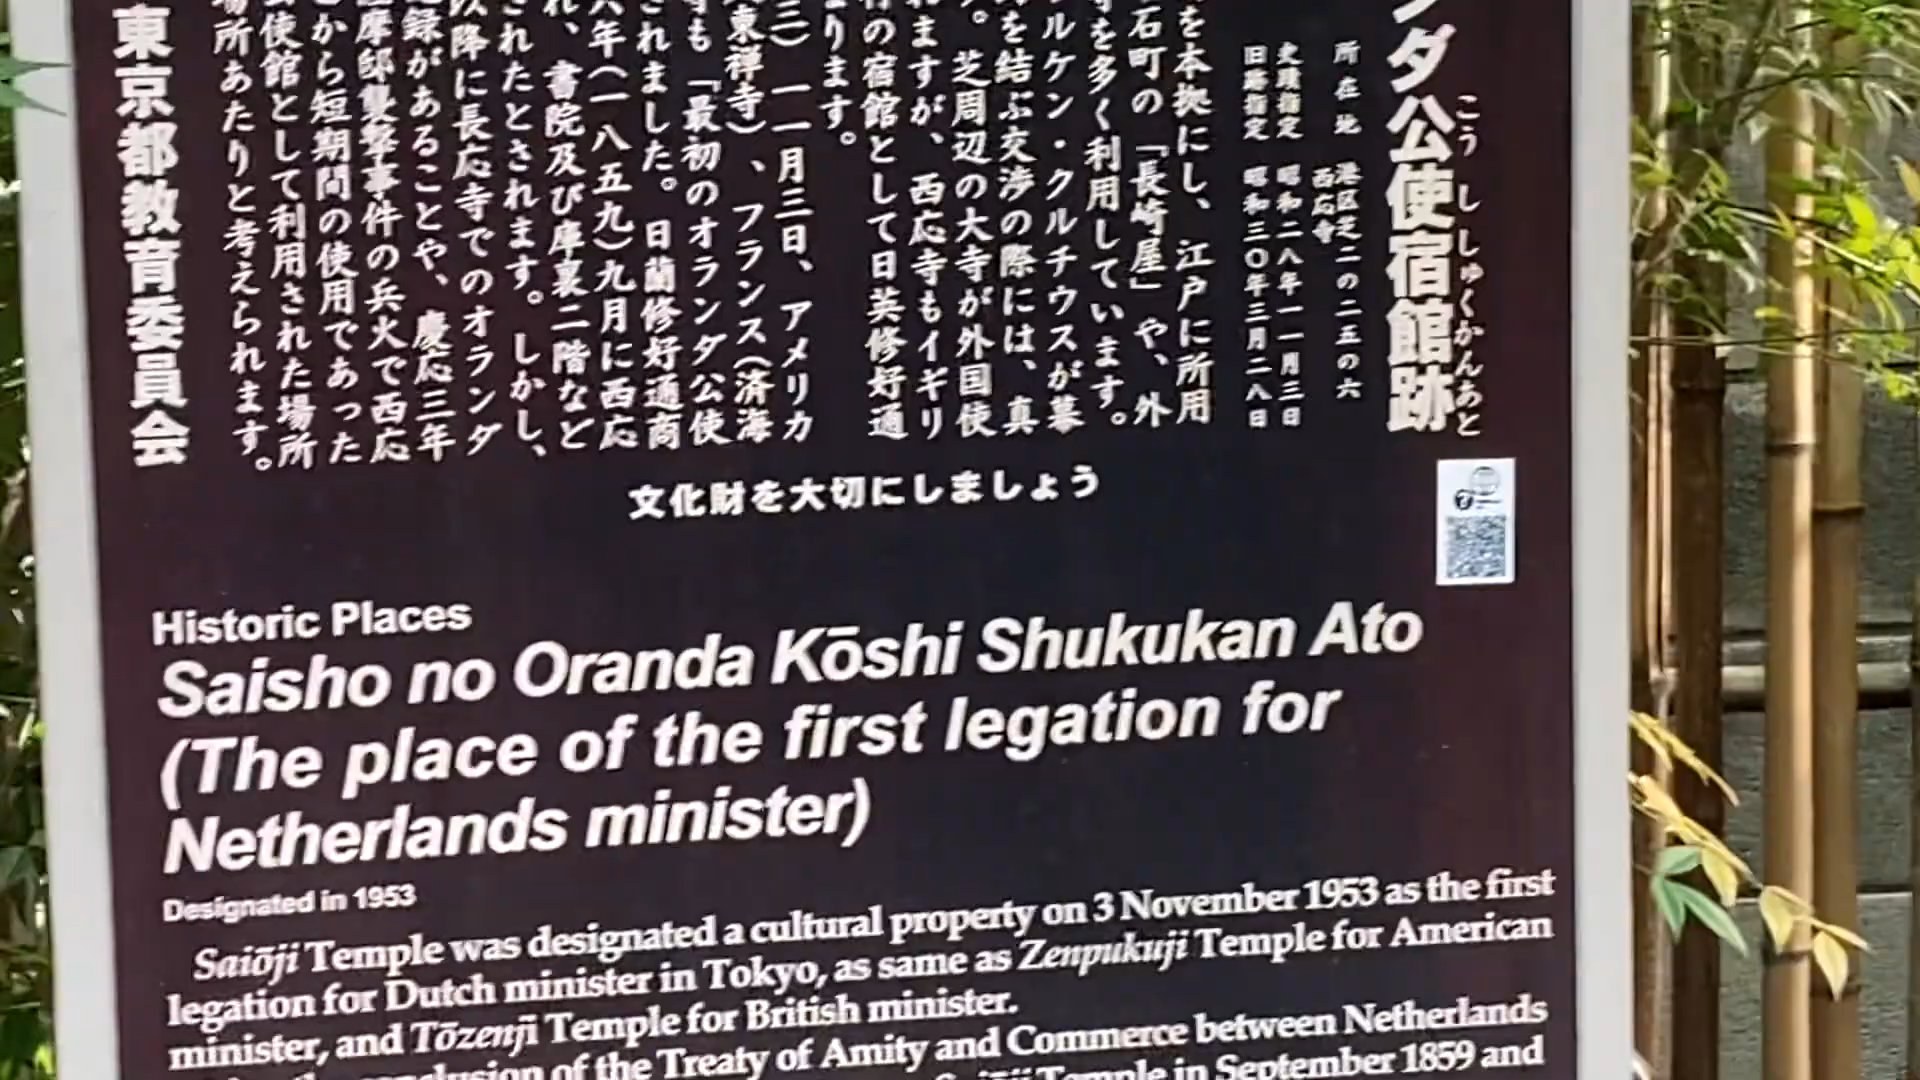 ンダ公使宿館跡
こうししゅくかんあと
所在地 港区芝二の二五の六
西応寺
史蹟指定 昭和二八年一一月三日
旧跡指定 昭和三〇年三月二八日
を本拠にし、江戸に所用
石町の「長崎屋」や、外
を多く利用しています。
ルケン・クルチウスが幕
を結ぶ交渉の際には、真
。芝周辺の大寺が外国使
ますが、西応寺もイギリ
の宿館として日英修好通
ります。
三)一一月三日、アメリカ
東禅寺)、フランス(済海
も「最初のオランダ公使
されました。日蘭修好通商
年(一八五九)九月に西応
れ、書院及び庫裏二階など
されたとされます。しかし、
以降に長応寺でのオランダ
録があることや、慶応三年
摩邸襲撃事件の兵火で西応
から短期間の使用であった
使館として利用された場所
場所あたりと考えられます。
東京都教育委員会
文化財を大切にしましょう
Historic Places
Saisho no Oranda Kōshi Shukukan Ato
(The place of the first legation for
Netherlands minister)
Designated in 1953
Saiōji Temple was designated a cultural property on 3 November 1953 as the first
legation for Dutch minister in Tokyo, as same as Zenpukuji Temple for American
minister, and Tōzenji Temple for British minister.
of the Treaty of Amity and Commerce between Netherlands
Temple in September 1859 and